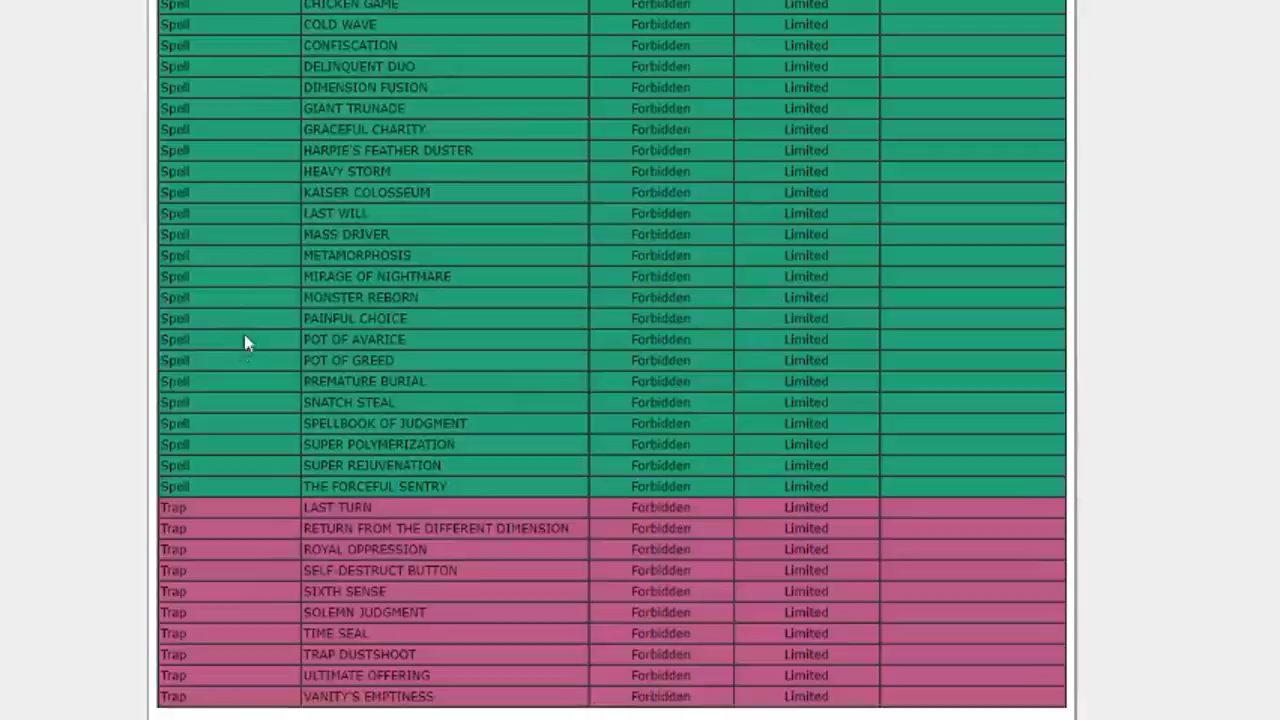 Spell CHICKEN GAME Forbidden Limited
Spell COLD WAVE Forbidden Limited
Spell CONFISCATION Forbidden Limited
Spell DELINQUENT DUO Forbidden Limited
Spell DIMENSION FUSION Forbidden Limited
Spell GIANT TRUNADE Forbidden Limited
Spell GRACEFUL CHARITY Forbidden Limited
Spell HARPIE'S FEATHER DUSTER Forbidden Limited
Spell HEAVY STORM Forbidden Limited
Spell KAISER COLOSSEUM Forbidden Limited
Spell LAST WILL Forbidden Limited
Spell MASS DRIVER Forbidden Limited
Spell METAMORPHOSIS Forbidden Limited
Spell MIRAGE OF NIGHTMARE Forbidden Limited
Spell MONSTER REBORN Forbidden Limited
Spell PAINFUL CHOICE Forbidden Limited
Spell POT OF AVARICE Forbidden Limited
Spell POT OF GREED Forbidden Limited
Spell PREMATURE BURIAL Forbidden Limited
Spell SNATCH STEAL Forbidden Limited
Spell SPELLBOOK OF JUDGMENT Forbidden Limited
Spell SUPER POLYMERIZATION Forbidden Limited
Spell SUPER REJUVENATION Forbidden Limited
Spell THE FORCEFUL SENTRY Forbidden Limited
Trap LAST TURN Forbidden Limited
Trap RETURN FROM THE DIFFERENT DIMENSION Forbidden Limited
Trap ROYAL OPPRESSION Forbidden Limited
Trap SELF-DESTRUCT BUTTON Forbidden Limited
Trap SIXTH SENSE Forbidden Limited
Trap SOLEMN JUDGMENT Forbidden Limited
Trap TIME SEAL Forbidden Limited
Trap TRAP DUSTSHOOT Forbidden Limited
Trap ULTIMATE OFFERING Forbidden Limited
Trap VANITY'S EMPTINESS Forbidden Limited